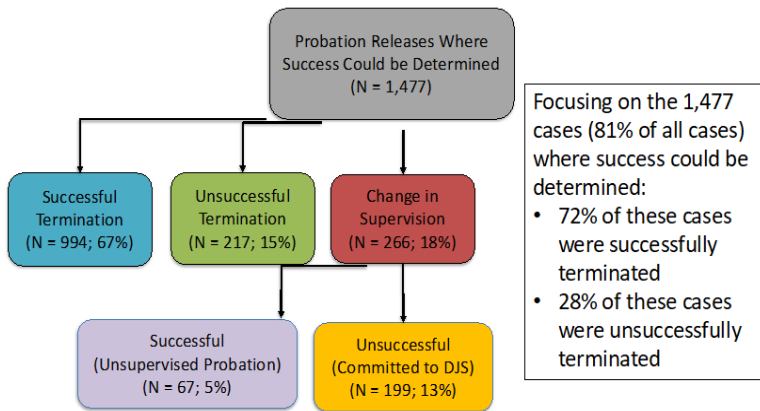 Probation Releases Where
Success Could be Determined
(N = 1,477)
Successful
Termination
(N = 994; 67%)
Unsuccessful
Termination
(N = 217; 15%)
Change in
Supervision
(N = 266; 18%)
Successful
(Unsupervised Probation)
(N = 67; 5%)
Unsuccessful
(Committed to DJS)
(N = 199; 13%)
Focusing on the 1,477
cases (81% of all cases)
where success could be
determined:
• 72% of these cases
were successfully
terminated
• 28% of these cases
were unsuccessfully
terminated